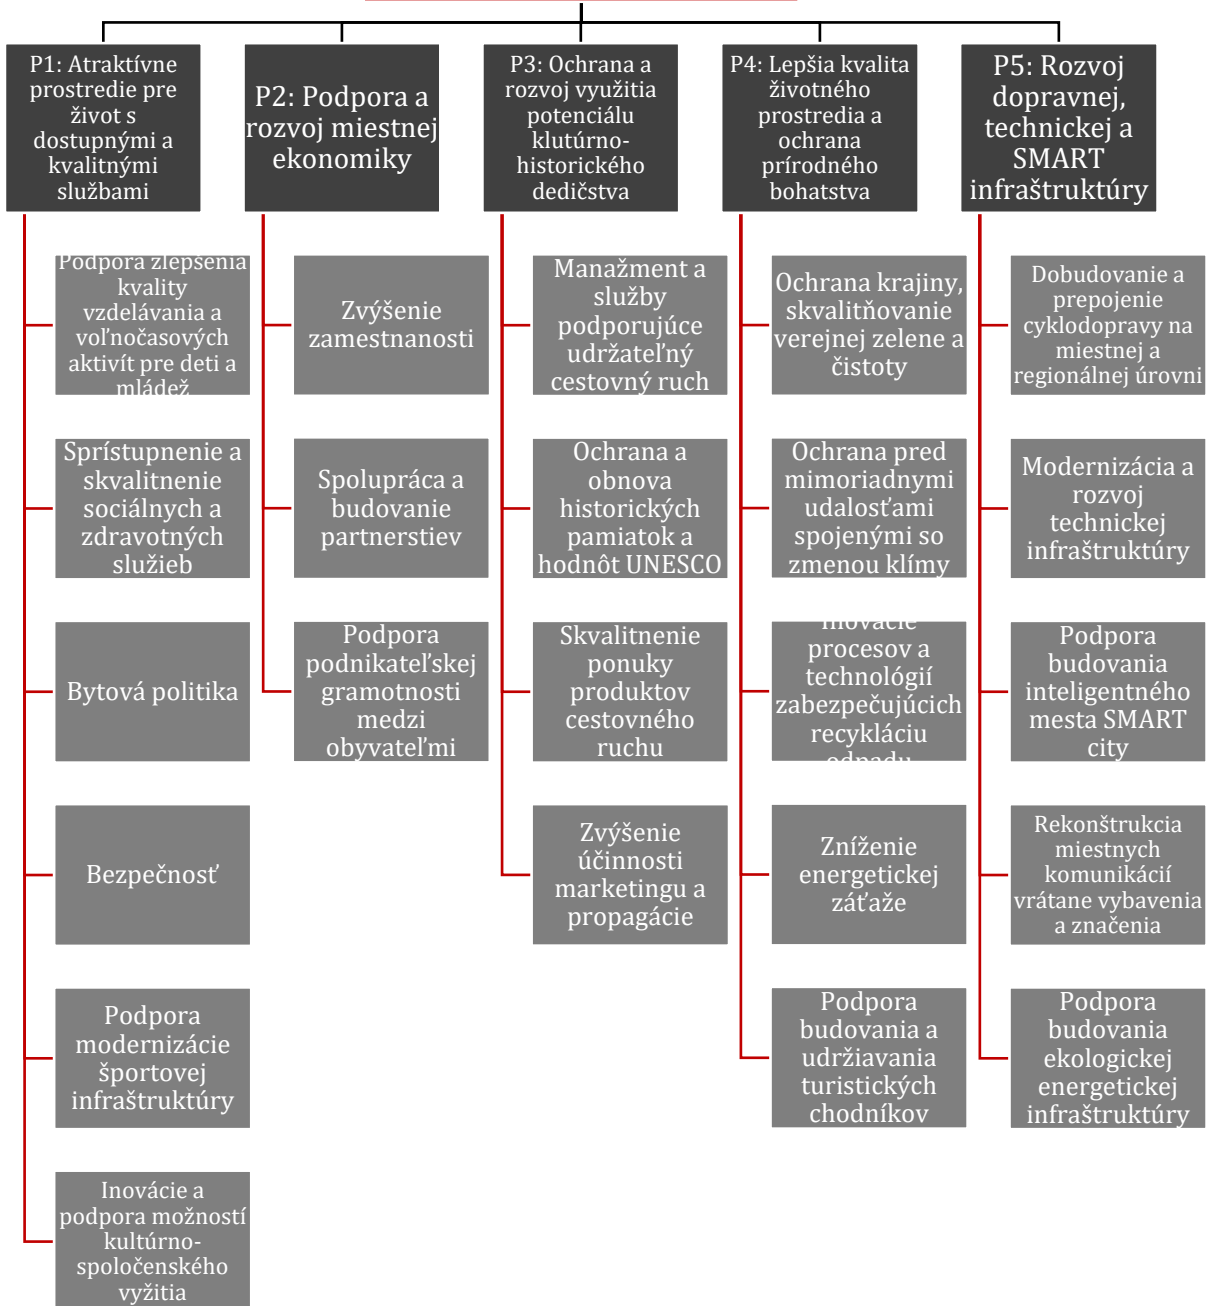 P1: Atraktívne
prostredie pre
život s
dostupnými a
kvalitnými
službami
Podpora zlepšenia
kvality
vzdelávania a
voľnočasových
aktivít pre deti a
mládež
Sprístupnenie a
skvalitnenie
sociálnych a
zdravotných
služieb
Bytová politika
Bezpečnosť
Podpora
modernizácie
športovej
infraštruktúry
Inovácie a
podpora možností
kultúrno-
spoločenského
vyžitia
P2: Podpora a
rozvoj miestnej
ekonomiky
Zvýšenie
zamestnanosti
Spolupráca a
budovanie
partnerstiev
Podpora
podnikateľskej
gramotnosti
medzi
obyvateľmi
P3: Ochrana a
rozvoj využitia
potenciálu
klutúrno-
historického
dedičstva
Manažment a
služby
podporujúce
udržateľný
cestovný ruch
Ochrana a
obnova
historických
pamiatok a
hodnôt UNESCO
Skvalitnenie
ponuky
produktov
cestovného
ruchu
Zvýšenie
účinnosti
marketingu a
propagácie
P4: Lepšia kvalita
životného
prostredia a
ochrana
prírodného
bohatstva
Ochrana krajiny,
skvalitňovanie
verejnej zelene a
čistoty
Ochrana pred
mimoriadnymi
udalosťami
spojenými so
zmenou klímy
Inovácie
procesov a
technológií
zabezpečujúcich
recykláciu
odpadu
Zníženie
energetickej
záťaže
Podpora
budovania a
udržiavania
turistických
chodníkov
P5: Rozvoj
dopravnej,
technickej a
SMART
infraštruktúry
Dobudovanie a
prepojenie
cyklodopravy na
miestnej a
regionálnej úrovni
Modernizácia a
rozvoj
technickej
infraštruktúry
Podpora
budovania
inteligentného
mesta SMART
city
Rekonštrukcia
miestnych
komunikácií
vrátane vybavenia
a značenia
Podpora
budovania
ekologickej
energetickej
infraštruktúry